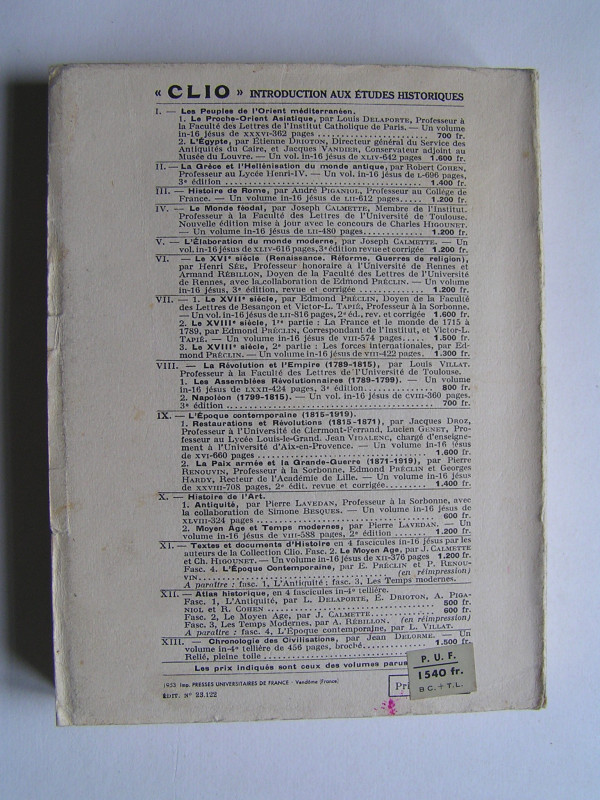 « CLIO » INTRODUCTION AUX ÉTUDES HISTORIQUES
I. — Les Peuples de l'Orient méditerranéen.
1. Le Proche-Orient Asiatique, par Louis DELAPORTE, Professeur à
la Faculté des Lettres de l'Institut Catholique de Paris. — Un volume
in-16 jésus de XXXVI-362 pages ........ 700 fr.
2. L'Égypte, par Étienne DRIOTON, Directeur général du Service des
Antiquités du Caire, et Jacques VANDIER, Conservateur adjoint au
Musée du Louvre. — Un vol. in-16 jésus de XLIV-642 pages 1.600 fr.
II. — La Grèce et l'Hellénisation du monde antique, par Robert COHEN,
Professeur au Lycée Henri-IV. — Un volume in-16 jésus de L-696 pages,
3e édition ........ 1.400 fr.
III. — Histoire de Rome, par André PIGANIOL, Professeur au Collège de
France. — Un volume in-16 jésus de LII-612 pages..... 1.200 fr.
IV. — Le Monde féodal, par Joseph CALMETTE, Membre de l'Institut.
Professeur à la Faculté des Lettres de l'Université de Toulouse.
Nouvelle édition mise à jour avec le concours de Charles HIGOUNET.
— Un volume in-16 jésus de LII-480 pages........ 1.200 fr.
V. — L'Élaboration du monde moderne, par Joseph CALMETTE. — Un
vol. in-16 jésus de XLIV-616 pages, 3e édition revue et corrigée 1.200 fr.
VI. — Le XVIe siècle (Renaissance, Réforme, Guerres de religion),
par Henri SÉE, Professeur honoraire à l'Université de Rennes et
Armand RÉBILLON, Doyen de la Faculté des Lettres de l'Université de
Rennes, avec la collaboration de Edmond PRÉCLIN. — Un volume
in-16 jésus, 3e édition, revue et corrigée ........ 1.200 fr.
VII. — 1. Le XVIIe siècle, par Edmond PRÉCLIN, Doyen de la Faculté
des Lettres de Besançon et Victor-L. TAPIÉ, Professeur à la Sorbonne.
— Un vol. in-16 jésus de LII-816 pages, 2e éd., rev. et corrigée 1.600 fr.
2. Le XVIIIe siècle, 1re partie : La France et le monde de 1715 à
1789, par Edmond PRÉCLIN, Correspondant de l'Institut, et Victor-L.
TAPIÉ. — Un volume in-16 jésus de VIII-574 pages..... 1.500 fr.
3. Le XVIIIe siècle, 2e partie : Les forces internationales, par Ed-
mond PRÉCLIN. — Un volume in-16 jésus de VIII-422 pages. 1.300 fr.
VIII. — La Révolution et l'Empire (1789-1815), par Louis VILLAT.
Professeur à la Faculté des Lettres de l'Université de Toulouse.
1. Les Assemblées Révolutionnaires (1789-1799). — Un volume
in-16 jésus de LXXII-424 pages, 3e édition ........ 800 fr.
2. Napoléon (1799-1815). — Un vol. in-16 jésus de CVIII-360 pages.
3e édition ........ 700 fr.
IX. — L'Époque contemporaine (1815-1919).
1. Restaurations et Révolutions (1815-1871), par Jacques DROZ,
Professeur à l'Université de Clermont-Ferrand, Lucien GENET, Pro-
fesseur au Lycée Louis-le-Grand. Jean VIDALENC, chargé d'enseigne-
ment à l'Université d'Aix-en-Provence. — Un volume in-16 jésus
de XVI-660 pages ........ 1.600 fr.
2. La Paix armée et la Grande-Guerre (1871-1919), par Pierre
RENOUVIN, Professeur à la Sorbonne, Edmond PRÉCLIN et Georges
HARDY, Recteur de l'Académie de Lille. — Un volume in-16 jésus
de XXXVIII-708 pages, 2e édit. revue et corrigée........ 1.400 fr.
X. — Histoire de l'Art.
1. Antiquité, par Pierre LAVEDAN, Professeur à la Sorbonne, avec
la collaboration de Simone BESQUES. — Un volume in-16 jésus de
XLVIII-324 pages ........ 600 fr.
2. Moyen Age et Temps modernes, par Pierre LAVEDAN. — Un
volume in-16 jésus de VIII-588 pages, 2e édition ........ 1.200 fr.
XI. — Textes et documents d'Histoire en 4 fascicules in-16 jésus par les
auteurs de la Collection Clio. Fasc. 2. Le Moyen Age, par J. CALMETTE
et Ch. HIGOUNET. — Un volume in-16 jésus de XII-376 pages 1.200 fr.
Fasc. 4. L'Époque Contemporaine, par E. PRÉCLIN et P. RENOU-
VIN........ (en réimpression)
A paraître : fasc. 1, L'Antiquité; fasc. 3, Les Temps modernes.
XII. — Atlas historique, en 4 fascicules in-4° tellière.
Fasc. 1, L'Antiquité, par L. DELAPORTE, E. DRIOTON, A. PIGA-
NIOL et R. COHEN ........ 500 fr.
Fasc. 2, Le Moyen Age, par J. CALMETTE ........ 600 fr.
Fasc. 3, Les Temps Modernes, par A. RÉBILLON. (en réimpression)
A paraître : fasc. 4, L'Époque contemporaine, par L. VILLAT.
XIII. — Chronologie des Civilisations, par Jean DELORME. — Un
volume in-4° tellière de 456 pages, broché........ 1.500 fr.
Relié, pleine toile ........
Les prix indiqués sont ceux des volumes parus
1953 Imp. PRESSES UNIVERSITAIRES DE FRANCE - Vendôme (France)
ÉDIT. N° 23.122
P. U. F.
1540 fr.
B C. + T.L.